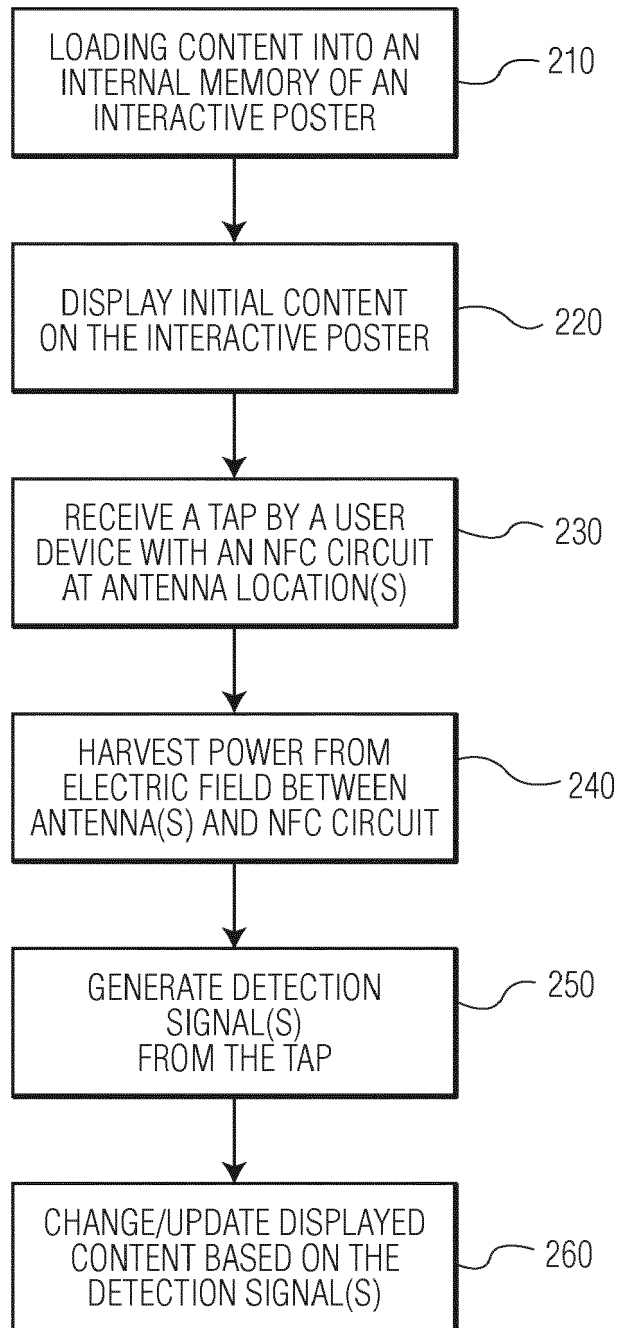 LOADING CONTENT INTO AN
INTERNAL MEMORY OF AN
INTERACTIVE POSTER
210
DISPLAY INITIAL CONTENT
ON THE INTERACTIVE POSTER
220
RECEIVE A TAP BY A USER
DEVICE WITH AN NFC CIRCUIT
AT ANTENNA LOCATION(S)
230
HARVEST POWER FROM
ELECTRIC FIELD BETWEEN
ANTENNA(S) AND NFC CIRCUIT
240
GENERATE DETECTION
SIGNAL(S)
FROM THE TAP
250
CHANGE/UPDATE DISPLAYED
CONTENT BASED ON THE
DETECTION SIGNAL(S)
260